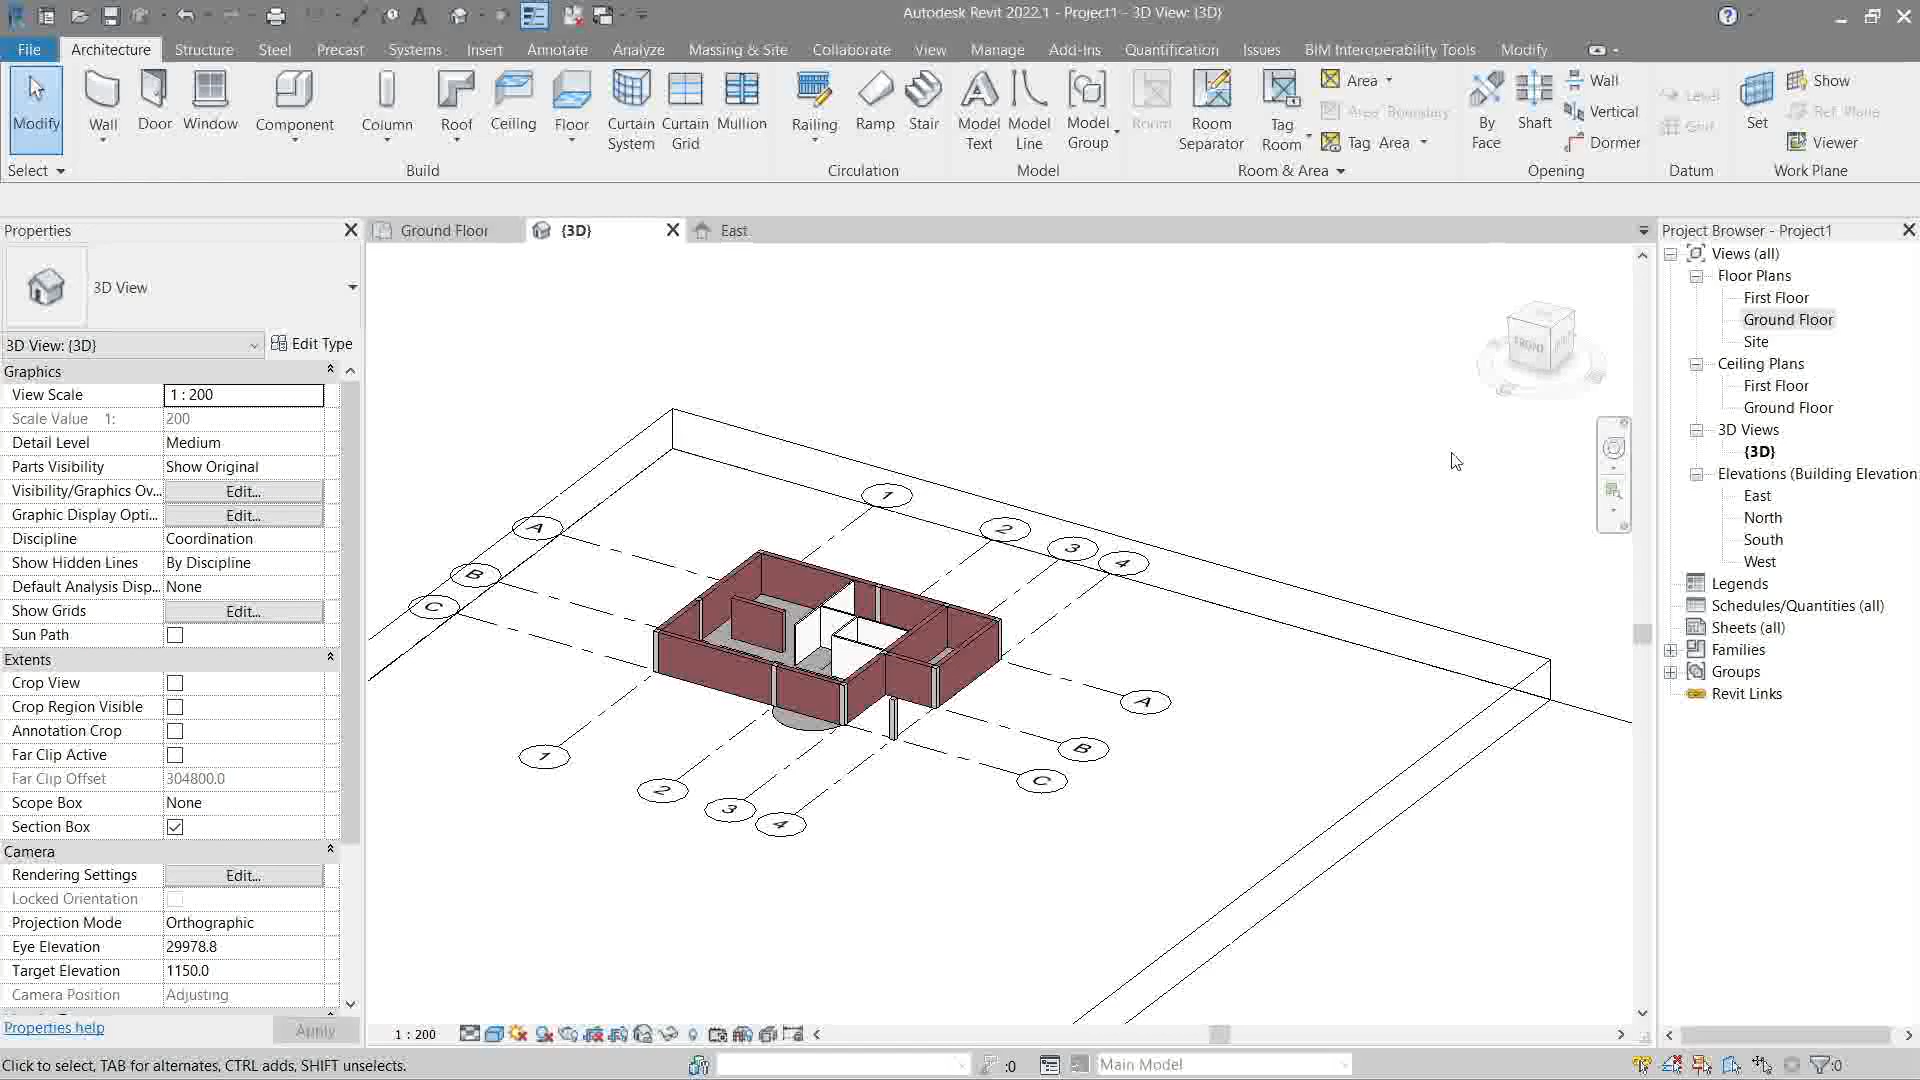 Autodesk Revit 2022.1 - Project1 - 3D View: {3D}
File Architecture Structure Steel Precast Systems Insert Annotate Analyze Massing & Site Collaborate View Manage Add-Ins Quantification Issues BIM Interoperability Tools Modify
Modify Wall Door Window Component Column Roof Ceiling Floor Curtain System Curtain Grid Mullion Railing Ramp Stair Model Text Model Line Model Group Room Room Separator Tag Room
Area
Area Boundary
Tag Area
By Face Shaft
Wall
Vertical
Dormer
Level
Grid
Set
Show
Ref Plane
Viewer
Select Build Circulation Model Room & Area Opening Datum Work Plane
Properties
3D View
3D View: {3D} Edit Type
Graphics
View Scale 1 : 200
Scale Value 1: 200
Detail Level Medium
Parts Visibility Show Original
Visibility/Graphics Ov... Edit...
Graphic Display Opti... Edit...
Discipline Coordination
Show Hidden Lines By Discipline
Default Analysis Disp... None
Show Grids Edit...
Sun Path
Extents
Crop View
Crop Region Visible
Annotation Crop
Far Clip Active
Far Clip Offset 304800.0
Scope Box None
Section Box
Camera
Rendering Settings Edit...
Locked Orientation
Projection Mode Orthographic
Eye Elevation 29978.8
Target Elevation 1150.0
Camera Position Adjusting
Properties help Apply
Ground Floor {3D} East
FRONT
1
2
3
4
A
B
C
A
B
C
1
2
3
4
1 : 200
Project Browser - Project1
Views (all)
Floor Plans
First Floor
Ground Floor
Site
Ceiling Plans
First Floor
Ground Floor
3D Views
{3D}
Elevations (Building Elevation
East
North
South
West
Legends
Schedules/Quantities (all)
Sheets (all)
Families
Groups
Revit Links
Click to select, TAB for alternates, CTRL adds, SHIFT unselects. :0 Main Model :0